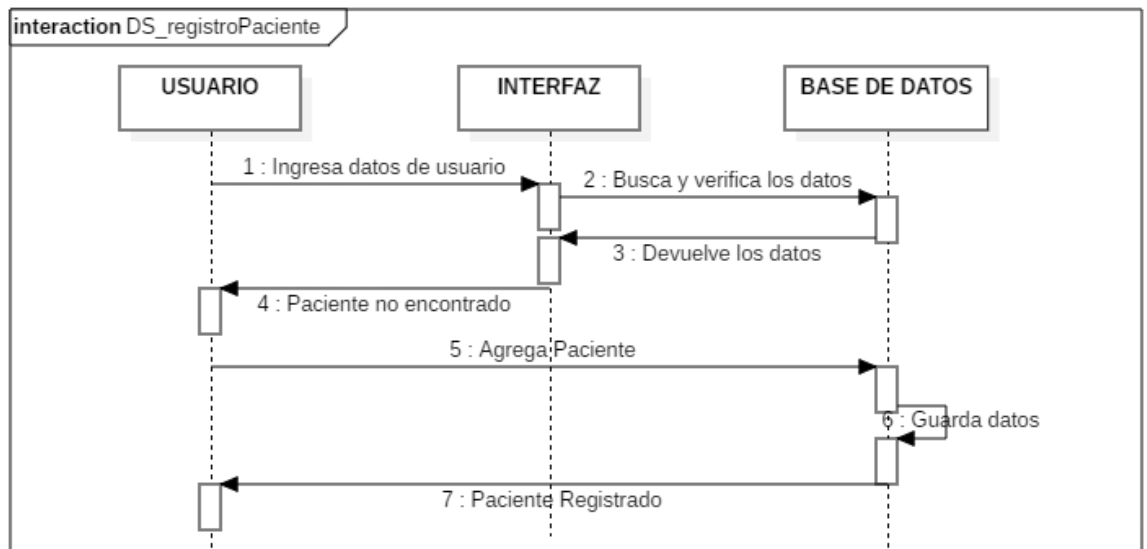 interaction DS_registroPaciente
USUARIO
INTERFAZ
BASE DE DATOS
1 : Ingresa datos de usuario
2 : Busca y verifica los datos
3 : Devuelve los datos
4 : Paciente no encontrado
5 : Agrega Paciente
6 : Guarda datos
7 : Paciente Registrado